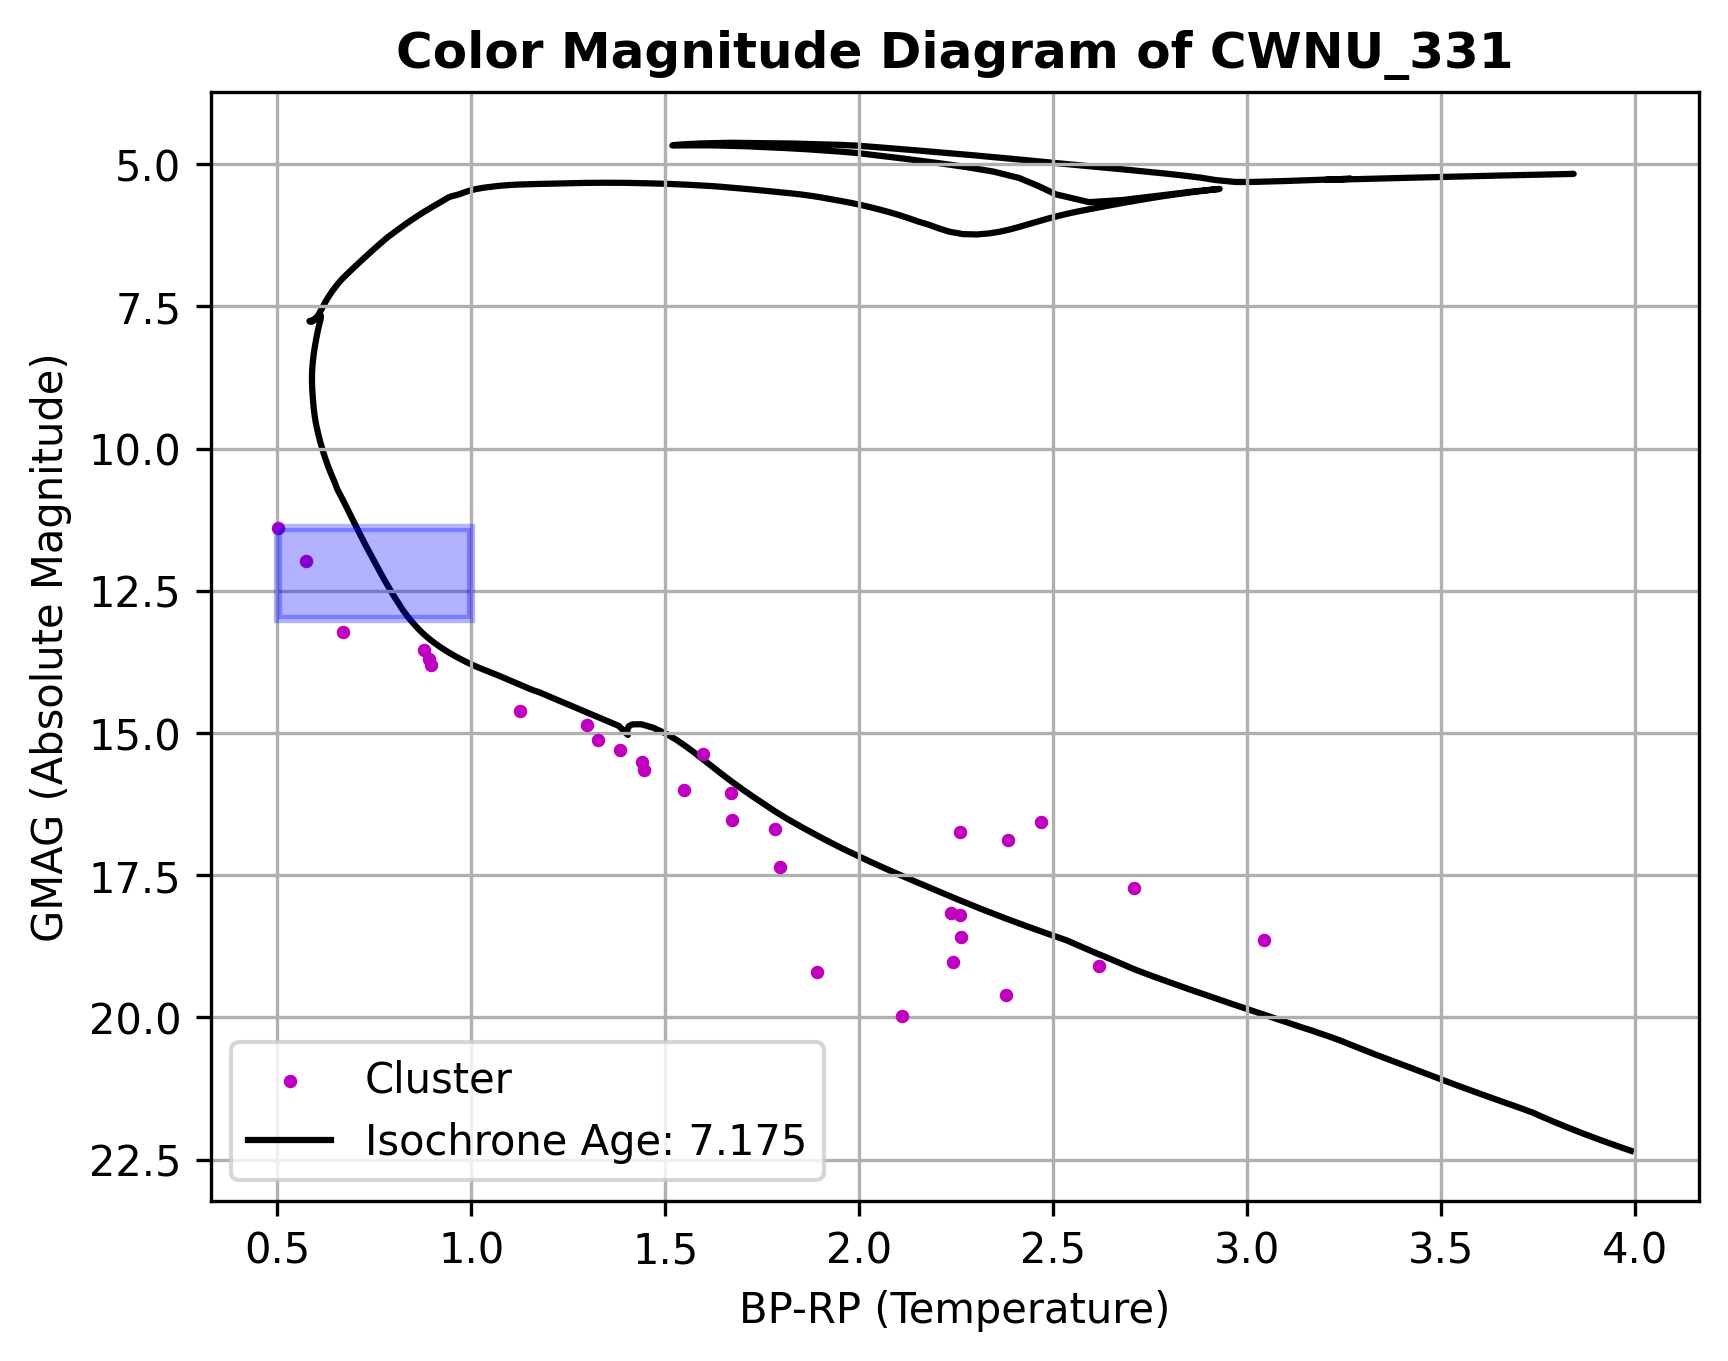 Color Magnitude Diagram of CWNU_331
GMAG (Absolute Magnitude)
5.0
7.5
10.0
12.5
15.0
17.5
20.0
22.5
Cluster
Isochrone Age: 7.175
0.5 1.0 1.5 2.0 2.5 3.0 3.5 4.0
BP-RP (Temperature)